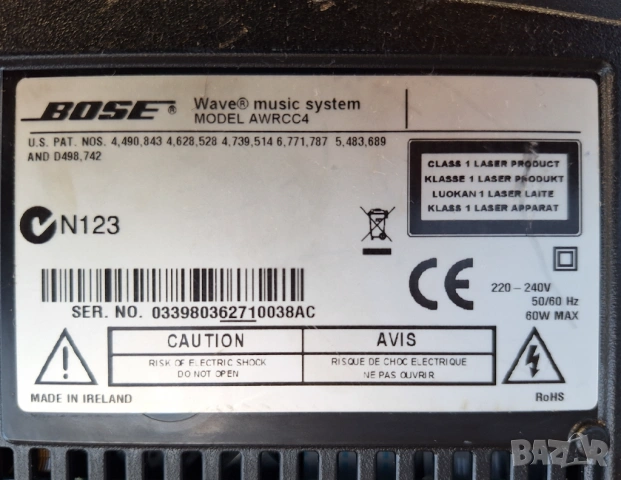 BOSE® Wave® music system
MODEL AWRCC4
U.S. PAT. NOS. 4,490,843 4,628,528 4,739,514 6,771,787 5,483,689
AND D498,742
CLASS 1 LASER PRODUCT
KLASSE 1 LASER PRODUKT
LUOKAN 1 LASER LAITE
KLASS 1 LASER APPARAT
N123
CE
220-240V
50/60 Hz
60W MAX
SER. NO. 033980362710038AC
CAUTION
RISK OF ELECTRIC SHOCK
DO NOT OPEN
AVIS
RISQUE DE CHOC ELECTRIQUE
NE PAS OUVRIR
MADE IN IRELAND
RoHS
BAZAR